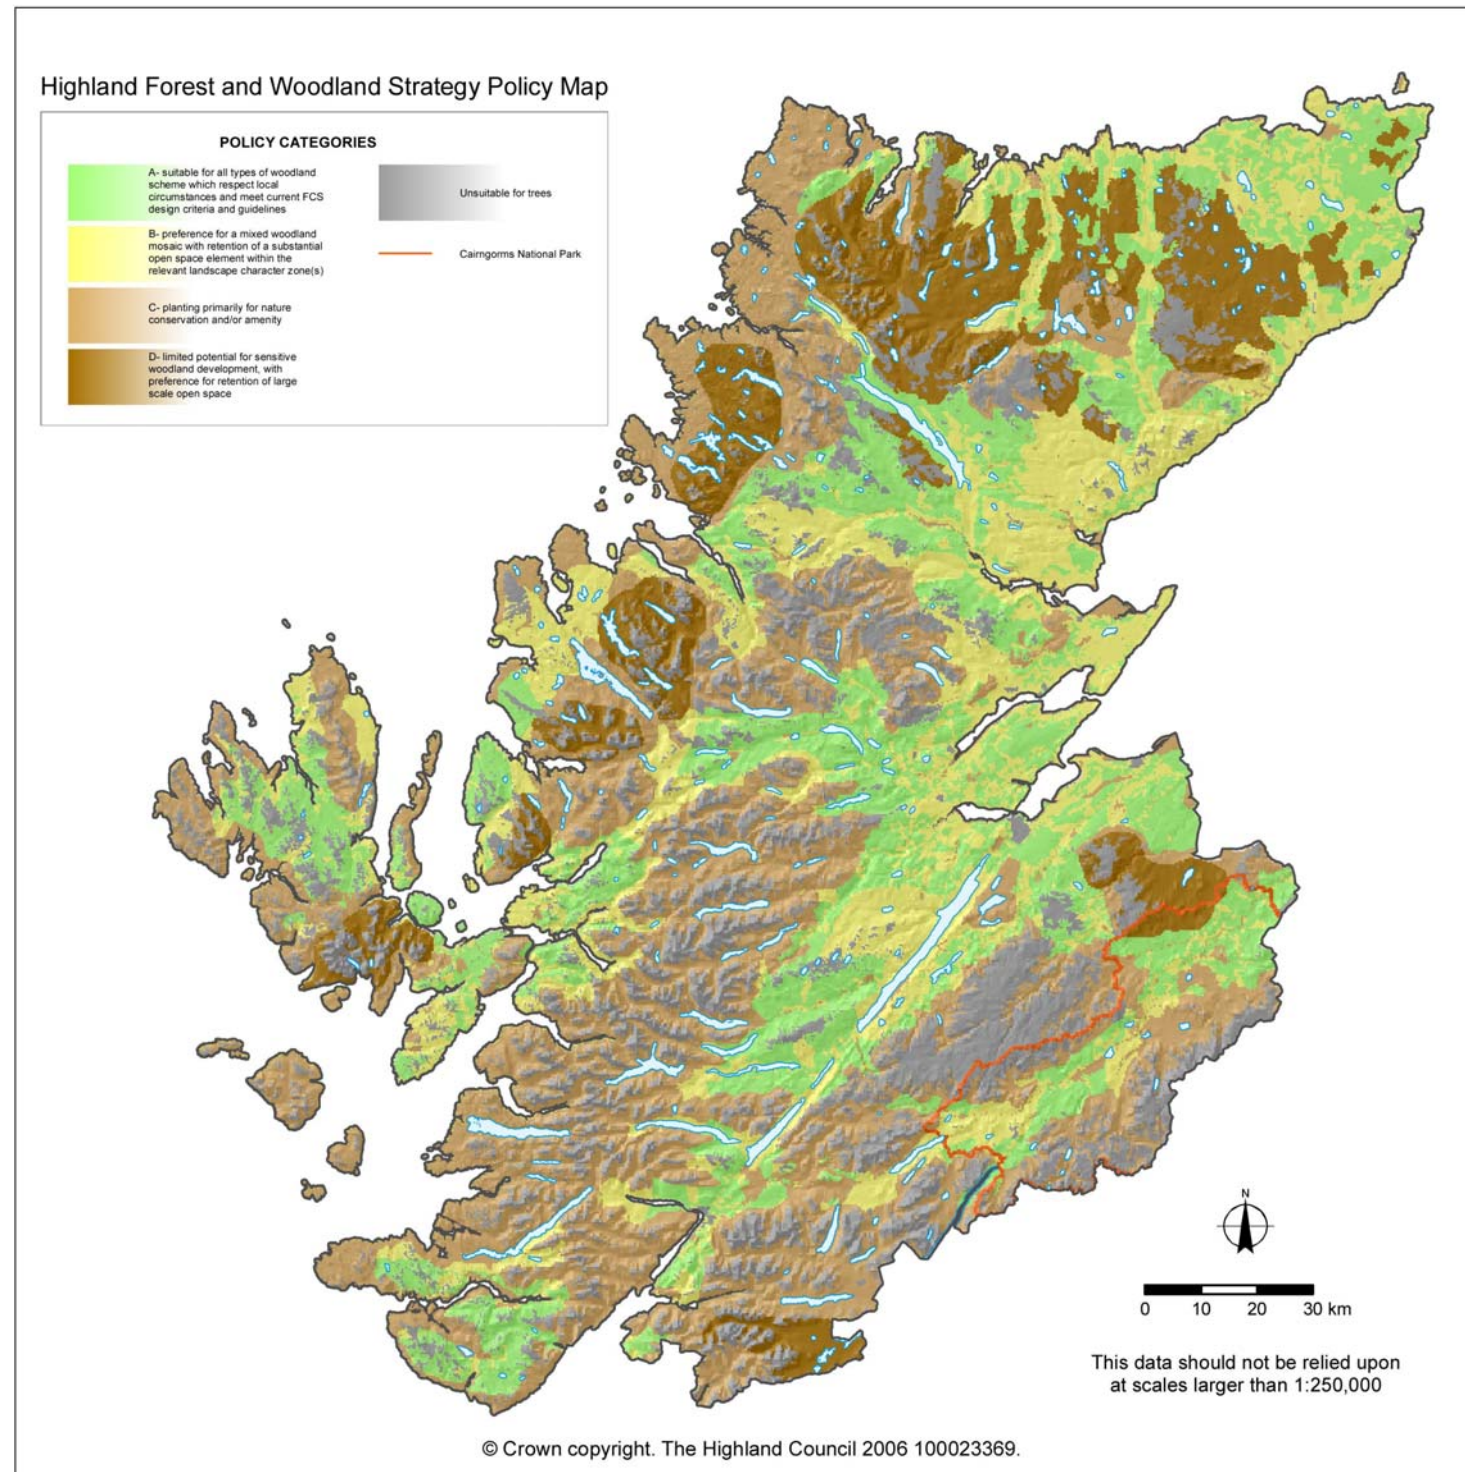 Highland Forest and Woodland Strategy Policy Map
POLICY CATEGORIES
A- suitable for all types of woodland
scheme which respect local
circumstances and meet current FCS
design criteria and guidelines
B- preference for a mixed woodland
mosaic with retention of a substantial
open space element within the
relevant landscape character zone(s)
C- planting primarily for nature
conservation and/or amenity
D- limited potential for sensitive
woodland development, with
preference for retention of large
scale open space
Unsuitable for trees
Cairngorms National Park
N
0 10 20 30 km
This data should not be relied upon
at scales larger than 1:250,000
© Crown copyright. The Highland Council 2006 100023369.